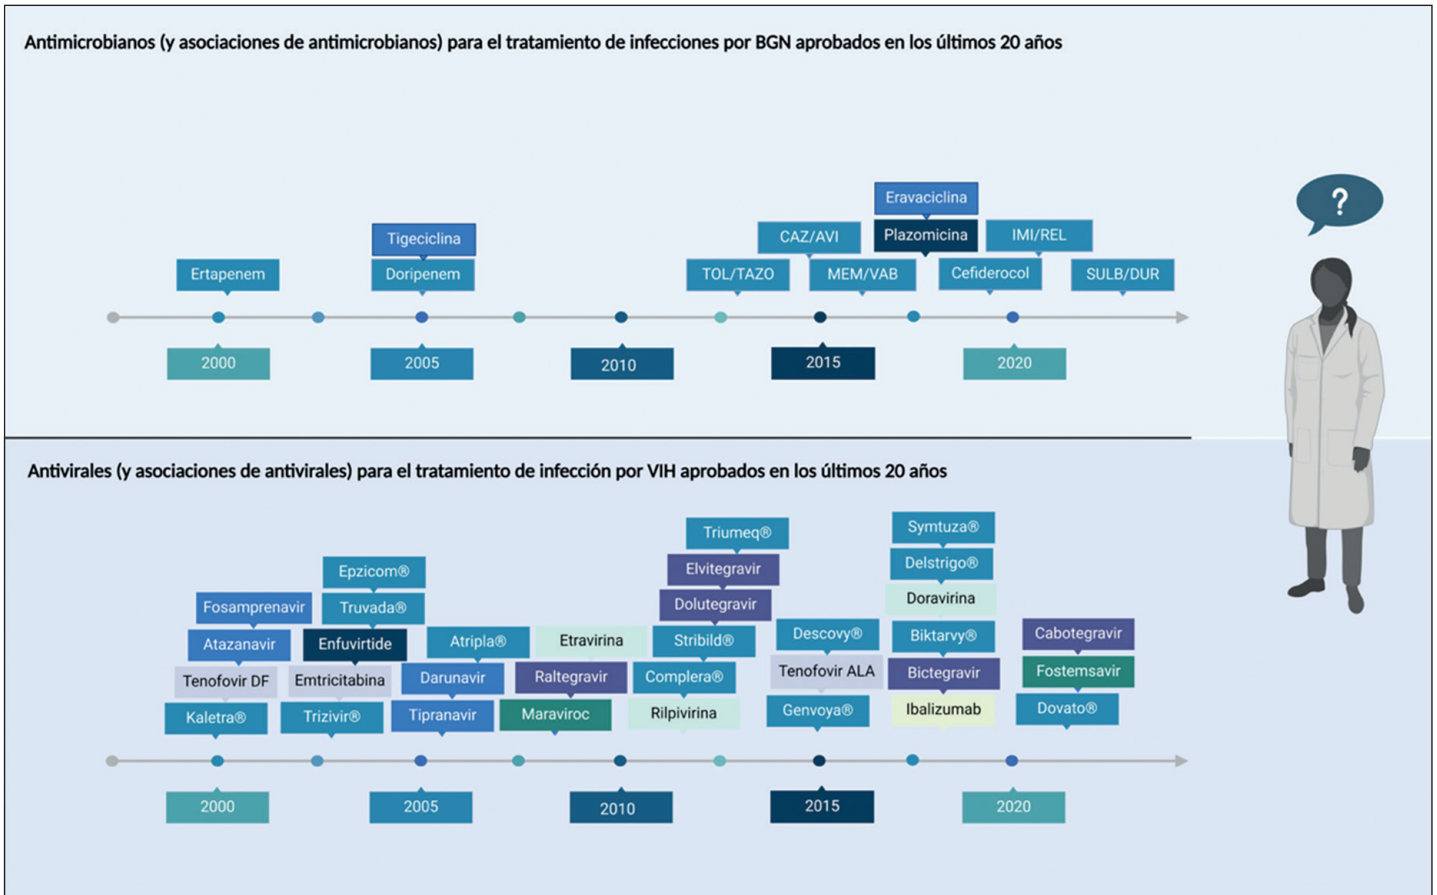 Antimicrobianos (y asociaciones de antimicrobianos) para el tratamiento de infecciones por BGN aprobados en los últimos 20 años
?
Eravaciclina
Tigeciclina
CAZ/AVI
Plazomicina
IMI/REL
Ertapenem
Doripenem
TOL/TAZO
MEM/VAB
Cefiderocol
SULB/DUR
2000
2005
2010
2015
2020
Antivirales (y asociaciones de antivirales) para el tratamiento de infección por VIH aprobados en los últimos 20 años
Triumeq®
Symtuza®
Epzicom®
Elvitegravir
Delstrigo®
Fosamprenavir
Truvada®
Dolutegravir
Doravirina
Atazanavir
Enfuvirtide
Atripla®
Etravirina
Stribild®
Descovy®
Biktarvy®
Cabotegravir
Tenofovir DF
Emtricitabina
Darunavir
Raltegravir
Complera®
Tenofovir ALA
Bictegravir
Fostemsavir
Kaletra®
Trizivir®
Tipranavir
Maraviroc
Rilpivirina
Genvoya®
Ibalizumab
Dovato®
2000
2005
2010
2015
2020